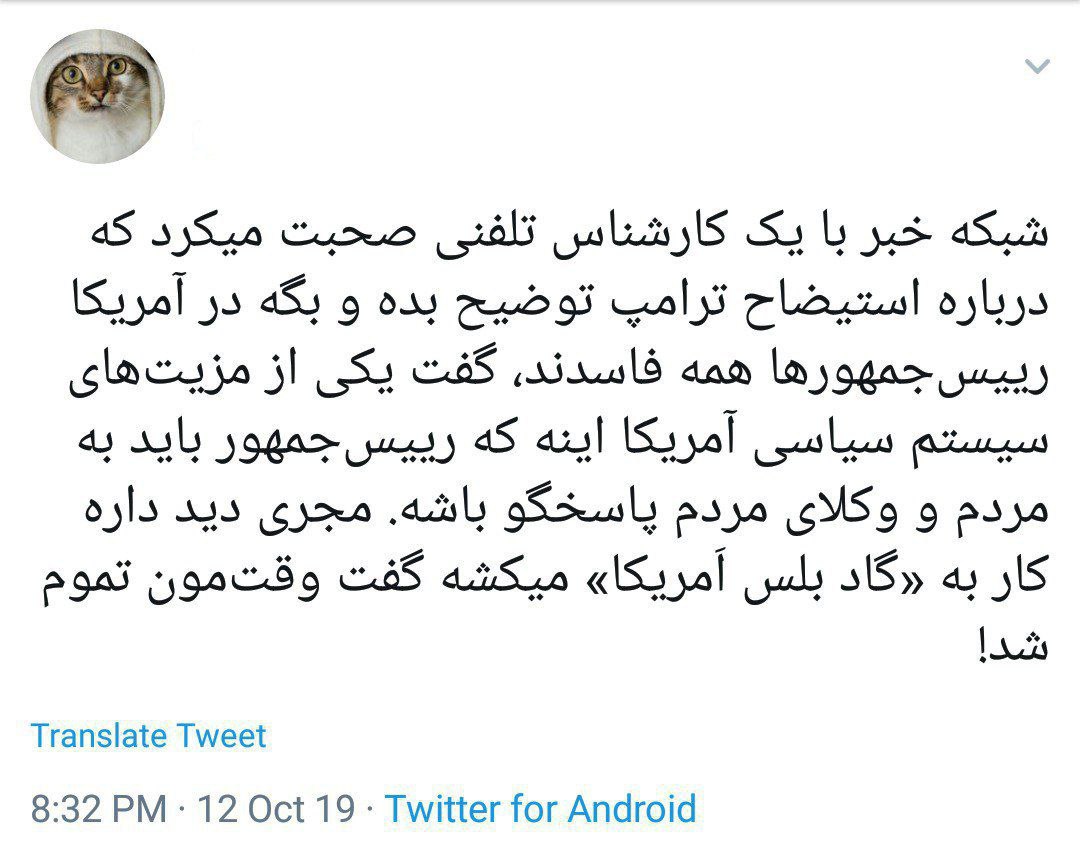 شبکه خبر با یک کارشناس تلفنی صحبت میکرد که
درباره استیضاح ترامپ توضیح بده و بگه در آمریکا
رییس‌جمهورها همه فاسدند، گفت یکی از مزیت‌های
سیستم سیاسی آمریکا اینه که رییس‌جمهور باید به
مردم و وکلای مردم پاسخگو باشه. مجری دید داره
کار به «گاد بلس اَمریکا» میکشه گفت وقت‌مون تموم
شد!
Translate Tweet
8:32 PM · 12 Oct 19 · Twitter for Android